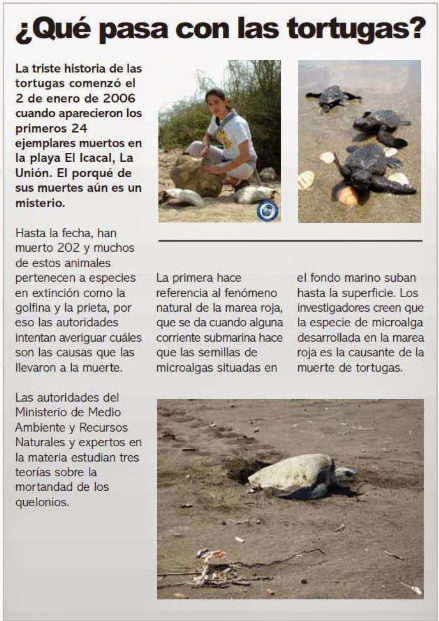 ¿Qué pasa con las tortugas?
La triste historia de las
tortugas comenzó el
2 de enero de 2006
cuando aparecieron los
primeros 24
ejemplares muertos en
la playa El Icacal, La
Unión. El porqué de
sus muertes aún es un
misterio.
Hasta la fecha, han
muerto 202 y muchos
de estos animales
pertenecen a especies
en extinción como la
golfina y la prieta, por
eso las autoridades
intentan averiguar cuáles
son las causas que las
llevaron a la muerte.
Las autoridades del
Ministerio de Medio
Ambiente y Recursos
Naturales y expertos en
la materia estudian tres
teorías sobre la
mortandad de los
quelonios.
La primera hace
referencia al fenómeno
natural de la marea roja,
que se da cuando alguna
corriente submarina hace
que las semillas de
microalgas situadas en
el fondo marino suban
hasta la superficie. Los
investigadores creen que
la especie de microalga
desarrollada en la marea
roja es la causante de la
muerte de tortugas.